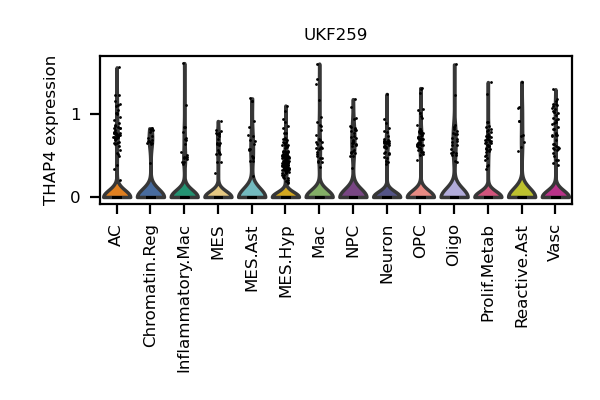 UKF259
THAP4 expression
1
0
AC
Chromatin.Reg
Inflammatory.Mac
MES
MES.Ast
MES.Hyp
Mac
NPC
Neuron
OPC
Oligo
Prolif.Metab
Reactive.Ast
Vasc